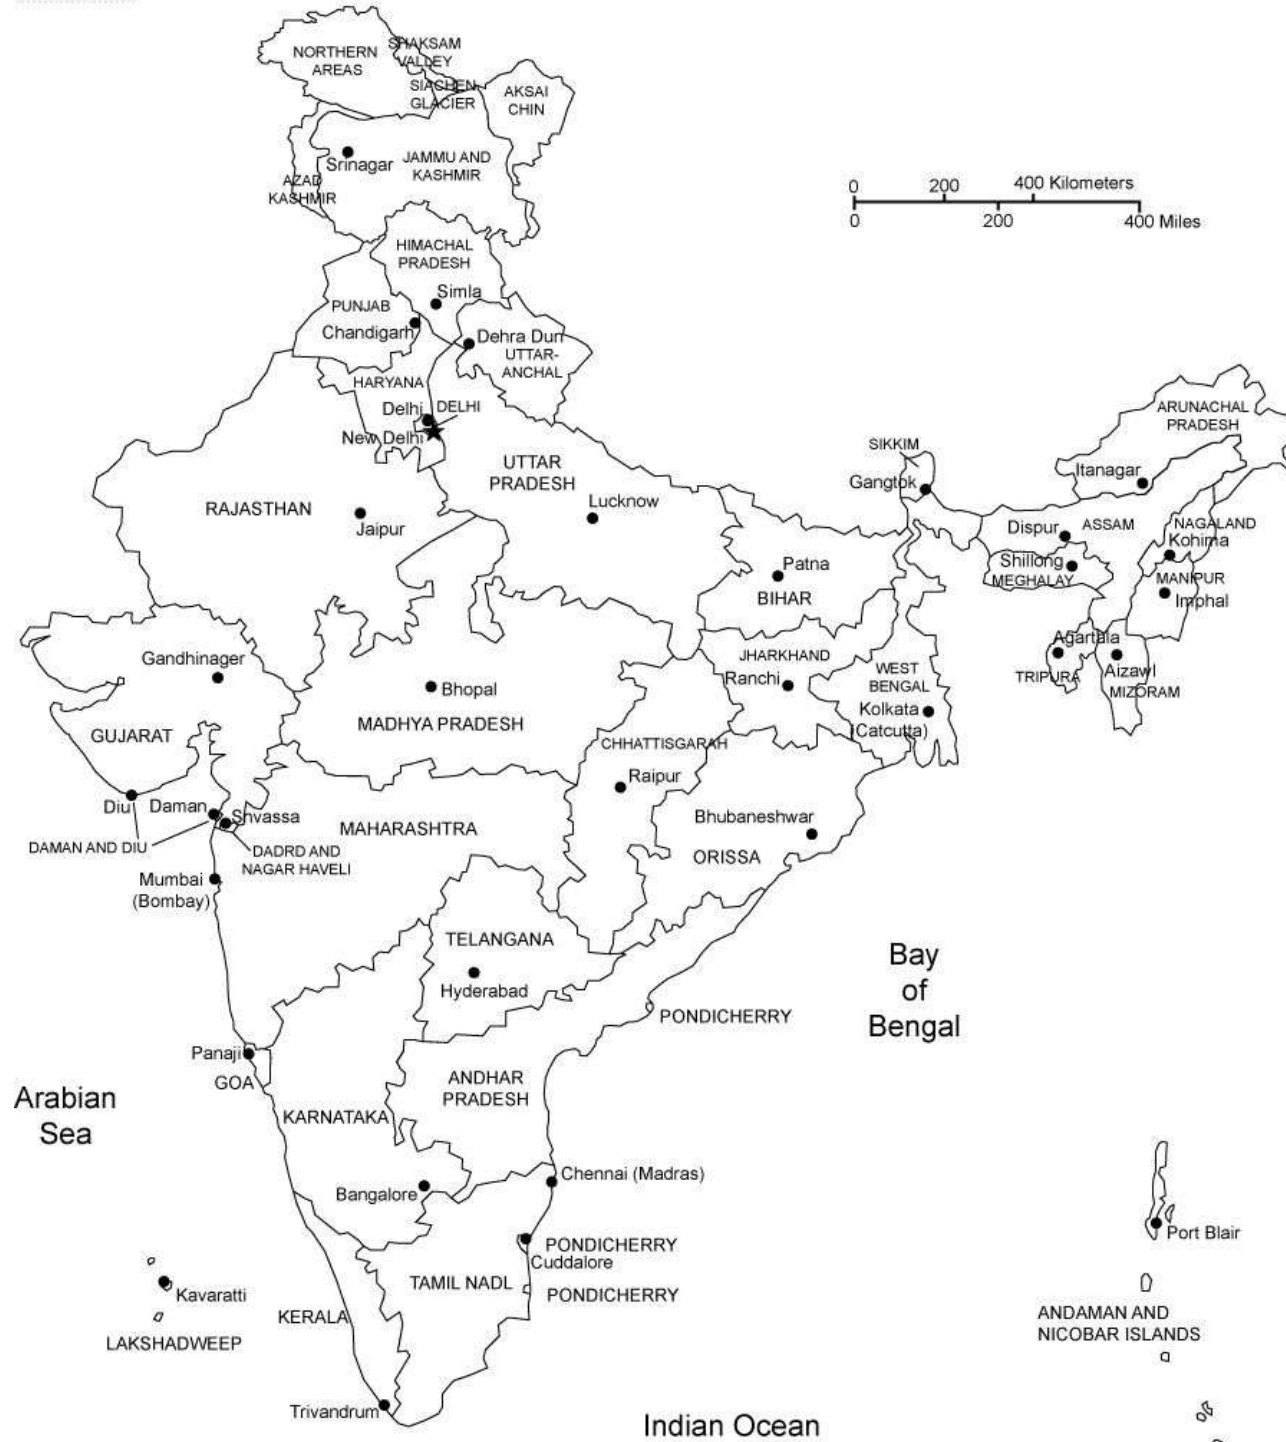 NORTHERN
AREAS
SHAKSAM
VALLEY
SIACHEN
GLACIER
AKSAI
CHIN
Srinagar
JAMMU AND
KASHMIR
AZAD
KASHMIR
0 200 400 Kilometers
0 200 400 Miles
HIMACHAL
PRADESH
Simla
PUNJAB
Chandigarh
Dehra Dun
UTTAR-
ANCHAL
HARYANA
Delhi
DELHI
New Delhi
UTTAR
PRADESH
Lucknow
RAJASTHAN
Jaipur
ARUNACHAL
PRADESH
Itanagar
SIKKIM
Gangtok
Dispur
ASSAM
NAGALAND
Kohima
Shillong
MEGHALAY
MANIPUR
Imphal
Patna
BIHAR
Agartala
TRIPURA
Aizawl
MIZORAM
Gandhinager
GUJARAT
Bhopal
MADHYA PRADESH
JHARKHAND
Ranchi
WEST
BENGAL
Kolkata
(Catcutta)
CHHATTISGARAH
Raipur
Diu
Daman
Shvassa
DAMAN AND DIU
DADRD AND
NAGAR HAVELI
MAHARASHTRA
Bhubaneshwar
ORISSA
Mumbai
(Bombay)
TELANGANA
Hyderabad
Bay
of
Bengal
PONDICHERRY
Panaji
GOA
Arabian
Sea
KARNATAKA
ANDHAR
PRADESH
Bangalore
Chennai (Madras)
PONDICHERRY
Cuddalore
TAMIL NADL
PONDICHERRY
Kavaratti
LAKSHADWEEP
KERALA
Trivandrum
Port Blair
ANDAMAN AND
NICOBAR ISLANDS
Indian Ocean